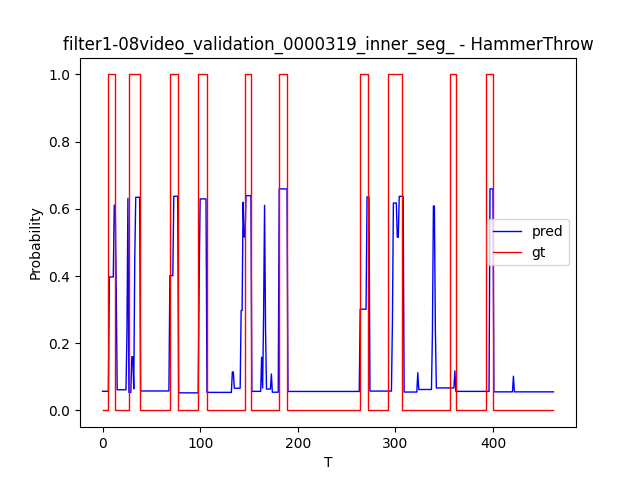 filter1-08video_validation_0000319_inner_seg_ - HammerThrow
1.0
0.8
0.6
0.4
0.2
0.0
Probability
pred
gt
0
100
200
300
400
T